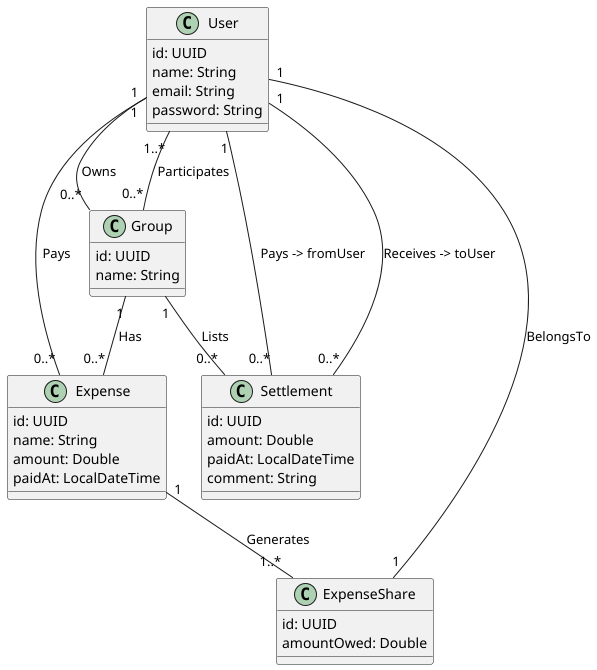 C User
id: UUID
name: String
email: String
password: String
1
1
1
1
1..*
1
Owns
Participates
0..*
0..*
C Group
id: UUID
name: String
Pays
Pays -> fromUser
Receives -> toUser
1
1
Has
Lists
BelongsTo
0..*
0..*
0..*
0..*
0..*
C Expense
id: UUID
name: String
amount: Double
paidAt: LocalDateTime
C Settlement
id: UUID
amount: Double
paidAt: LocalDateTime
comment: String
1
Generates
1..*
1
C ExpenseShare
id: UUID
amountOwed: Double